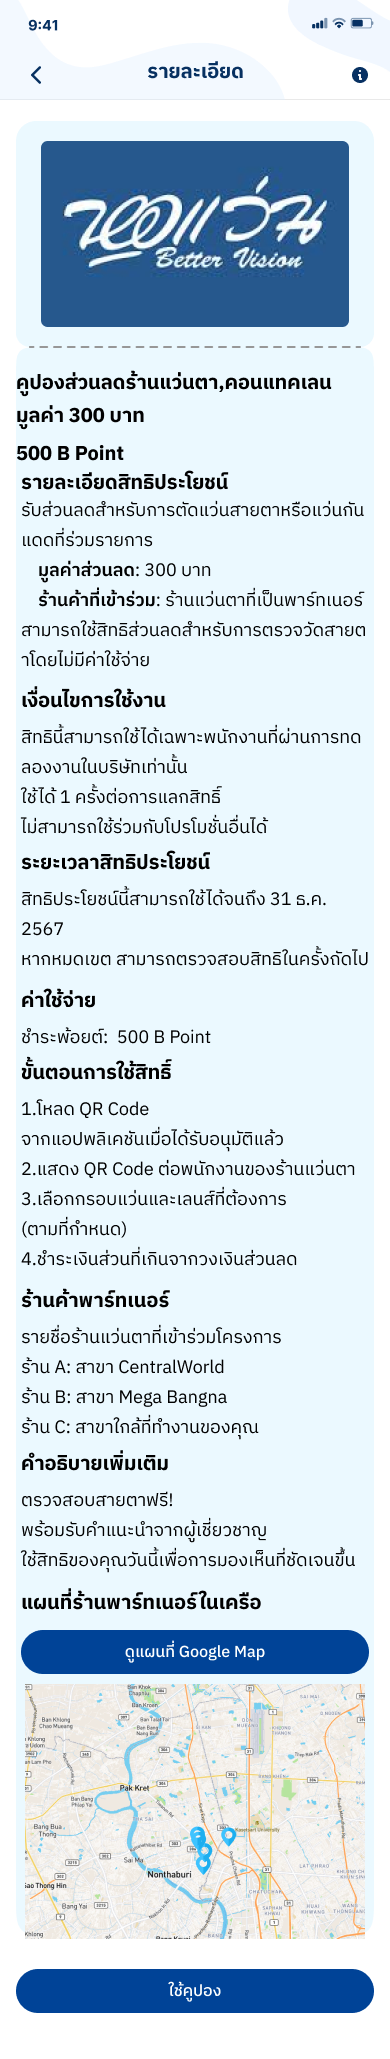 9:41
รายละเอียด
หอแว่น
Better Vision
คูปองส่วนลดร้านแว่นตา,คอนแทคเลน
มูลค่า 300 บาท
500 B Point
รายละเอียดสิทธิประโยชน์
รับส่วนลดสำหรับการตัดแว่นสายตาหรือแว่นกัน
แดดที่ร่วมรายการ
มูลค่าส่วนลด: 300 บาท
ร้านค้าที่เข้าร่วม: ร้านแว่นตาที่เป็นพาร์ทเนอร์
สามารถใช้สิทธิส่วนลดสำหรับการตรวจวัดสายต
าโดยไม่มีค่าใช้จ่าย
เงื่อนไขการใช้งาน
สิทธินี้สามารถใช้ได้เฉพาะพนักงานที่ผ่านการทด
ลองงานในบริษัทเท่านั้น
ใช้ได้ 1 ครั้งต่อการแลกสิทธิ์
ไม่สามารถใช้ร่วมกับโปรโมชั่นอื่นได้
ระยะเวลาสิทธิประโยชน์
สิทธิประโยชน์นี้สามารถใช้ได้จนถึง 31 ธ.ค.
2567
หากหมดเขต สามารถตรวจสอบสิทธิในครั้งถัดไป
ค่าใช้จ่าย
ชำระพ้อยต์: 500 B Point
ขั้นตอนการใช้สิทธิ์
1.โหลด QR Code
จากแอปพลิเคชันเมื่อได้รับอนุมัติแล้ว
2.แสดง QR Code ต่อพนักงานของร้านแว่นตา
3.เลือกกรอบแว่นและเลนส์ที่ต้องการ
(ตามที่กำหนด)
4.ชำระเงินส่วนที่เกินจากวงเงินส่วนลด
ร้านค้าพาร์ทเนอร์
รายชื่อร้านแว่นตาที่เข้าร่วมโครงการ
ร้าน A: สาขา CentralWorld
ร้าน B: สาขา Mega Bangna
ร้าน C: สาขาใกล้ที่ทำงานของคุณ
คำอธิบายเพิ่มเติม
ตรวจสอบสายตาฟรี!
พร้อมรับคำแนะนำจากผู้เชี่ยวชาญ
ใช้สิทธิของคุณวันนี้เพื่อการมองเห็นที่ชัดเจนขึ้น
แผนที่ร้านพาร์ทเนอร์ในเครือ
ดูแผนที่ Google Map
Pak Kret
Ban Bang
Phlap Yai
Bang Bua
Thong
Sai Ma
Nonthaburi
Bang Yai
LAT PHRAO
CHATUCHAK
ใช้คูปอง